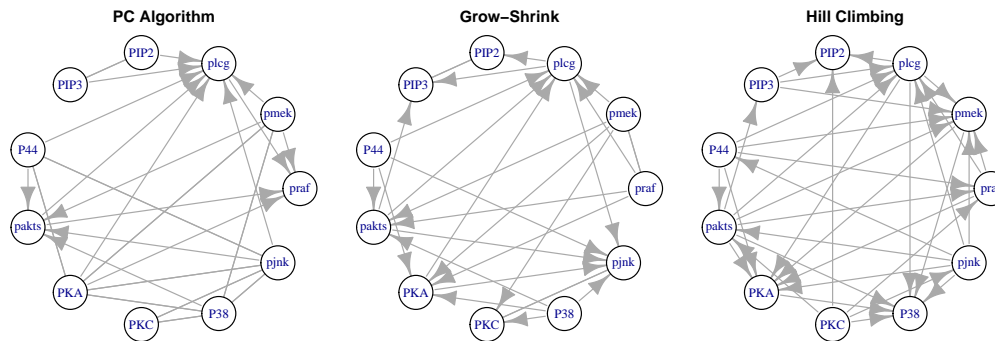 PC Algorithm
PIP2
plcg
PIP3
pmek
P44
praf
pakts
pjnk
PKA
P38
PKC
Grow−Shrink
PIP2
plcg
PIP3
pmek
P44
praf
pakts
pjnk
PKA
P38
PKC
Hill Climbing
PIP2
plcg
PIP3
pmek
P44
pra
pakts
pjnk
PKA
P38
PKC